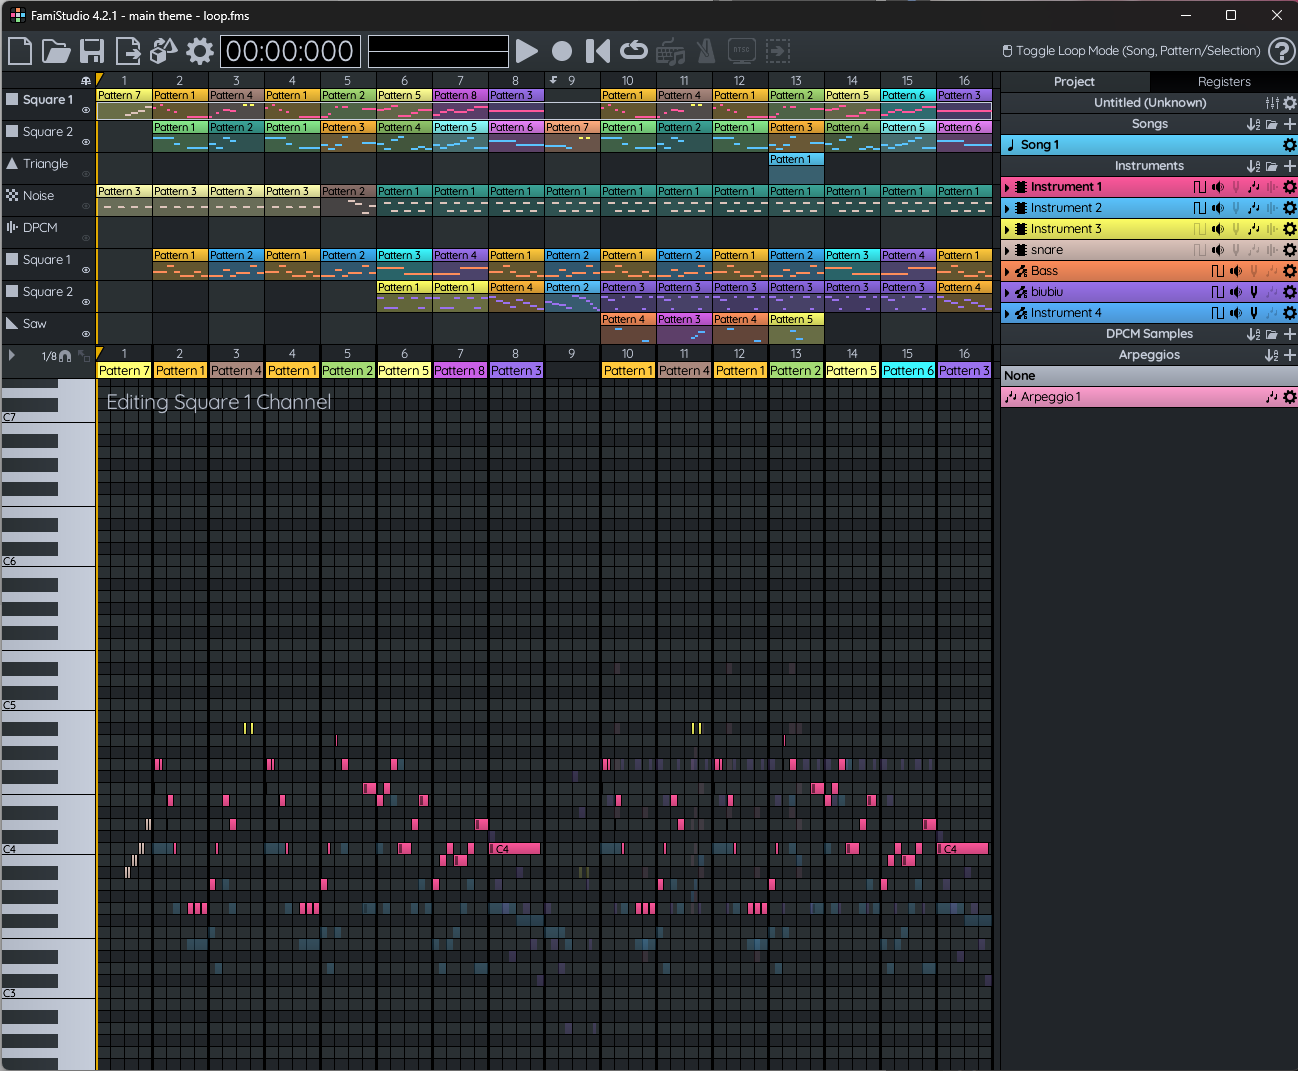 FamiStudio 4.2.1 - main theme - loop.fms
00:00:000
NTSC
Toggle Loop Mode (Song, Pattern/Selection)
1 2 3 4 5 6 7 8 9 10 11 12 13 14 15 16
Square 1 Pattern 7 Pattern 1 Pattern 4 Pattern 1 Pattern 2 Pattern 5 Pattern 8 Pattern 3 Pattern 1 Pattern 4 Pattern 1 Pattern 2 Pattern 5 Pattern 6 Pattern 3
Square 2 Pattern 1 Pattern 2 Pattern 1 Pattern 3 Pattern 4 Pattern 5 Pattern 6 Pattern 7 Pattern 1 Pattern 2 Pattern 1 Pattern 3 Pattern 4 Pattern 5 Pattern 6
Triangle Pattern 1
Noise Pattern 3 Pattern 3 Pattern 3 Pattern 3 Pattern 2 Pattern 1 Pattern 1 Pattern 1 Pattern 1 Pattern 1 Pattern 1 Pattern 1 Pattern 1 Pattern 1 Pattern 1 Pattern 1
DPCM
Square 1 Pattern 1 Pattern 2 Pattern 1 Pattern 2 Pattern 3 Pattern 4 Pattern 1 Pattern 2 Pattern 1 Pattern 2 Pattern 1 Pattern 2 Pattern 3 Pattern 4 Pattern 1
Square 2 Pattern 1 Pattern 1 Pattern 4 Pattern 2 Pattern 3 Pattern 3 Pattern 3 Pattern 3 Pattern 3 Pattern 3 Pattern 4
Saw Pattern 4 Pattern 3 Pattern 4 Pattern 5
1/8 1 2 3 4 5 6 7 8 9 10 11 12 13 14 15 16
Pattern 7 Pattern 1 Pattern 4 Pattern 1 Pattern 2 Pattern 5 Pattern 8 Pattern 3 Pattern 1 Pattern 4 Pattern 1 Pattern 2 Pattern 5 Pattern 6 Pattern 3
Editing Square 1 Channel
C7
C6
C5
C4 C4 C4
C3
Project Registers
Untitled (Unknown)
Songs
Song 1
Instruments
Instrument 1
Instrument 2
Instrument 3
snare
Bass
biubiu
Instrument 4
DPCM Samples
Arpeggios
None
Arpeggio 1